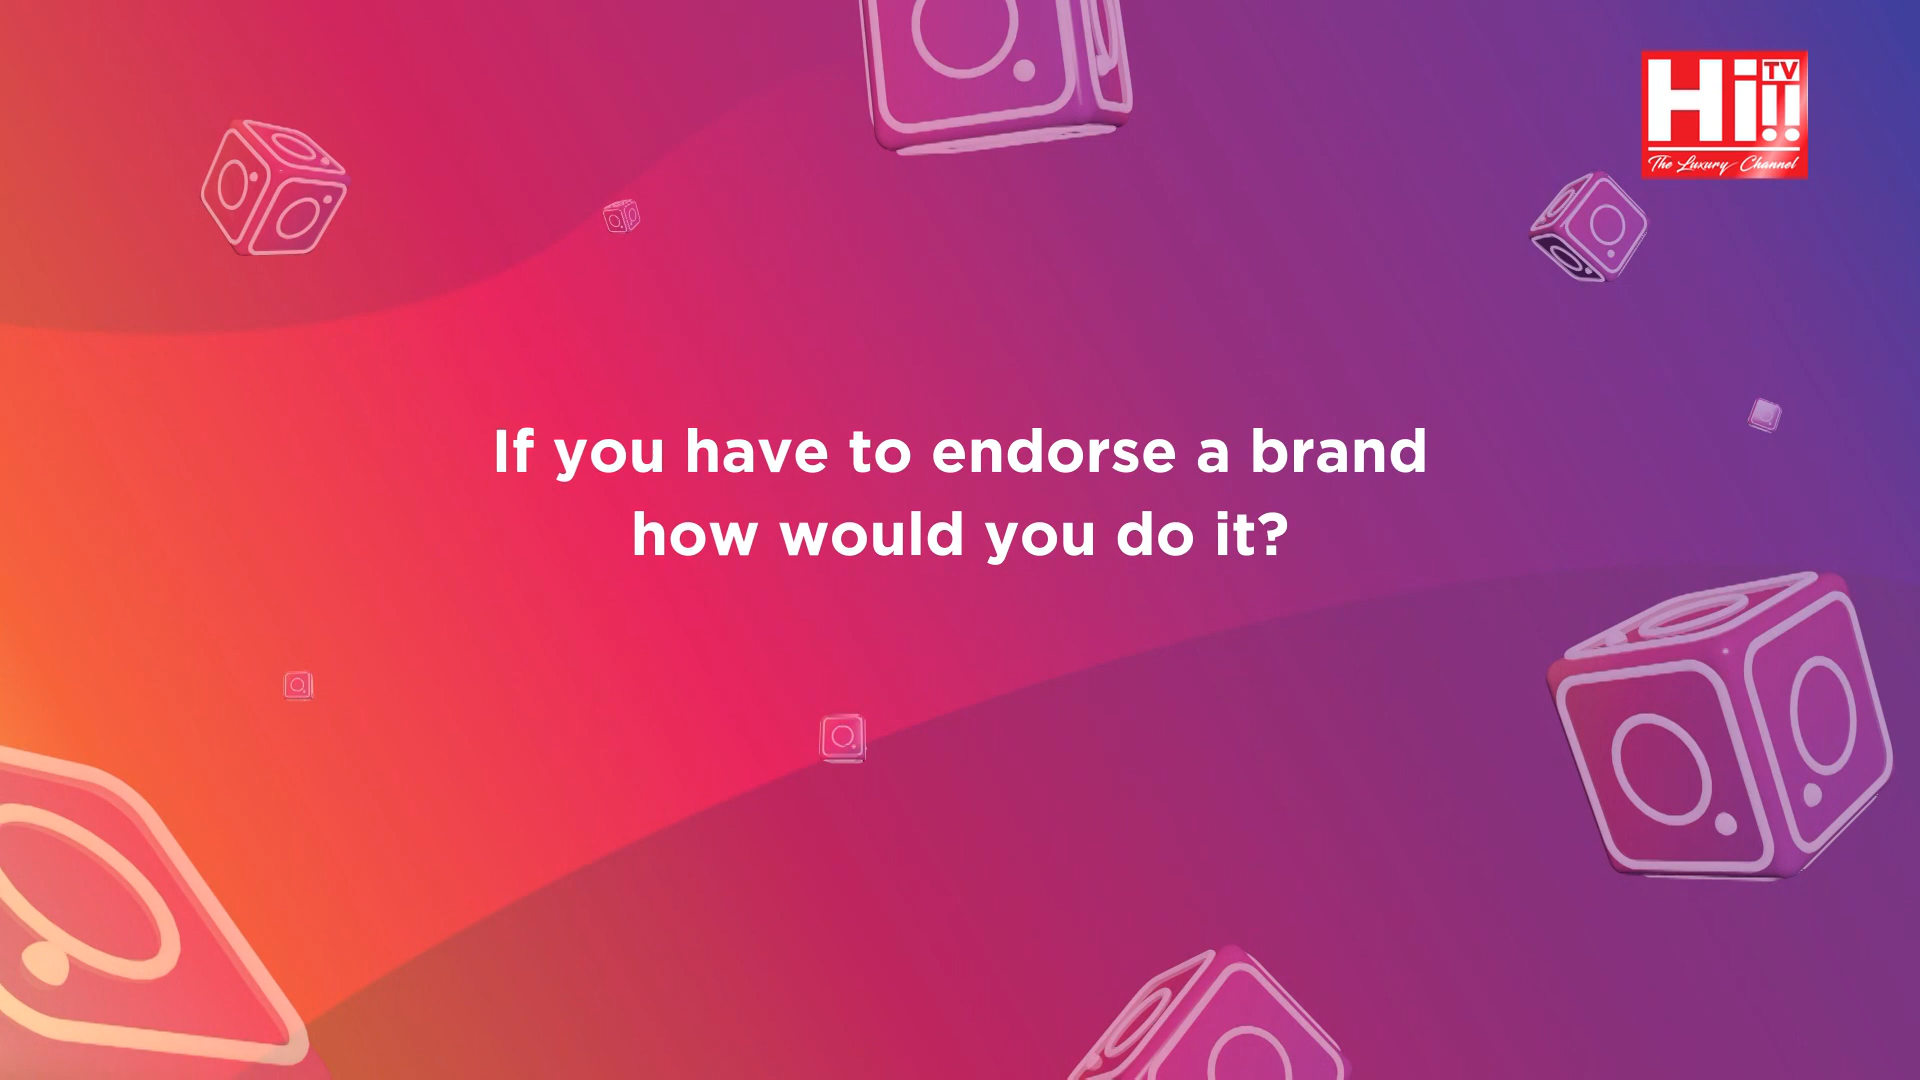 Hi!! TV
The Luxury Channel
If you have to endorse a brand
how would you do it?